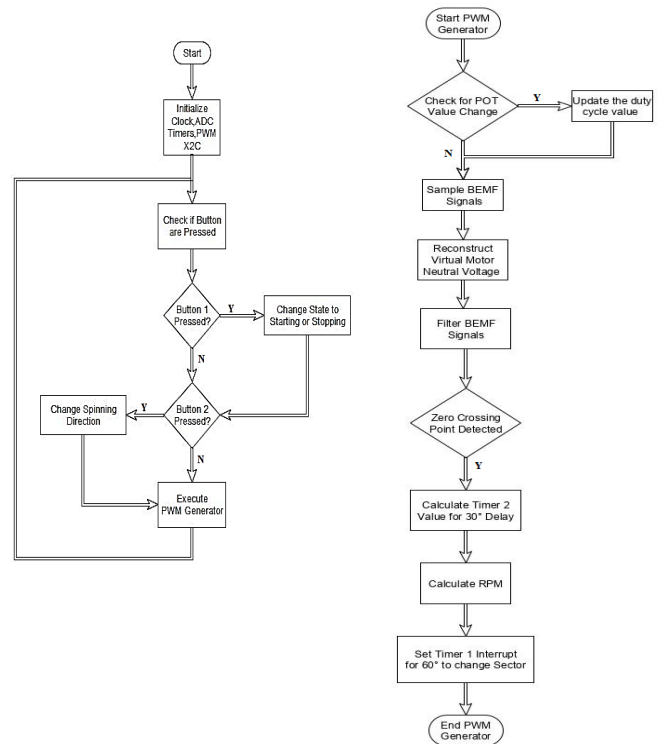 Start
Initialize
Clock,ADC
Timers,PWM
X2C
Check if Button
are Pressed
Button 1
Pressed?
Y
Change State to
Starting or Stopping
N
Button 2
Pressed?
Y
Change Spinning
Direction
N
Execute
PWM Generator
Start PWM
Generator
Check for POT
Value Change
Y
Update the duty
cycle value
N
Sample BEMF
Signals
Reconstruct
Virtual Motor
Neutral Voltage
Filter BEMF
Signals
Zero Crossing
Point Detected
Y
Calculate Timer 2
Value for 30° Delay
Calculate RPM
Set Timer 1 Interrupt
for 60° to change Sector
End PWM
Generator